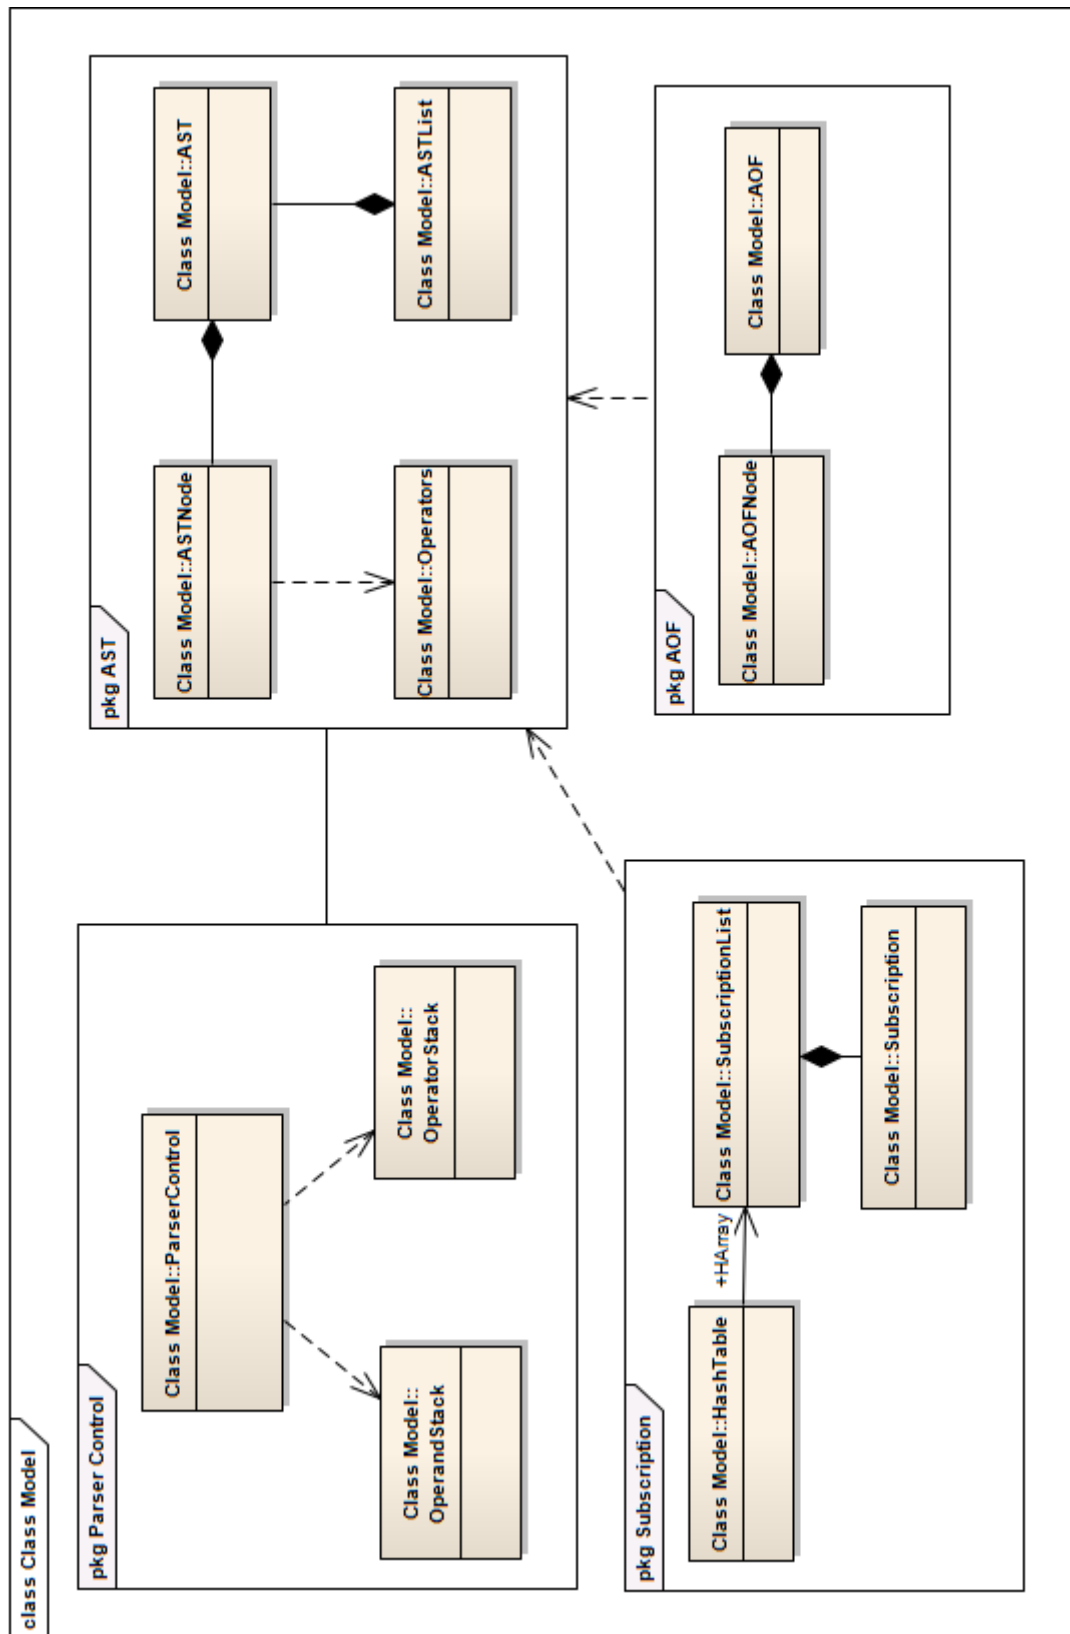 class Class Model
pkg Parser Control
Class Model::ParserControl
Class Model::
OperandStack
Class Model::
OperatorStack
pkg AST
Class Model::ASTNode
Class Model::AST
Class Model::Operators
Class Model::ASTList
pkg Subscription
Class Model::HashTable
+HArray
Class Model::SubscriptionList
Class Model::Subscription
pkg AOF
Class Model::AOFNode
Class Model::AOF